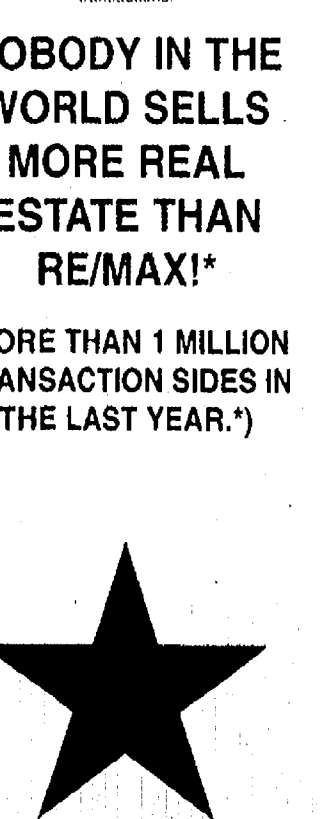 OBODY IN THE
WORLD SELLS
MORE REAL
ESTATE THAN
RE/MAX!*
ORE THAN 1 MILLION
ANSACTION SIDES IN
THE LAST YEAR.*)